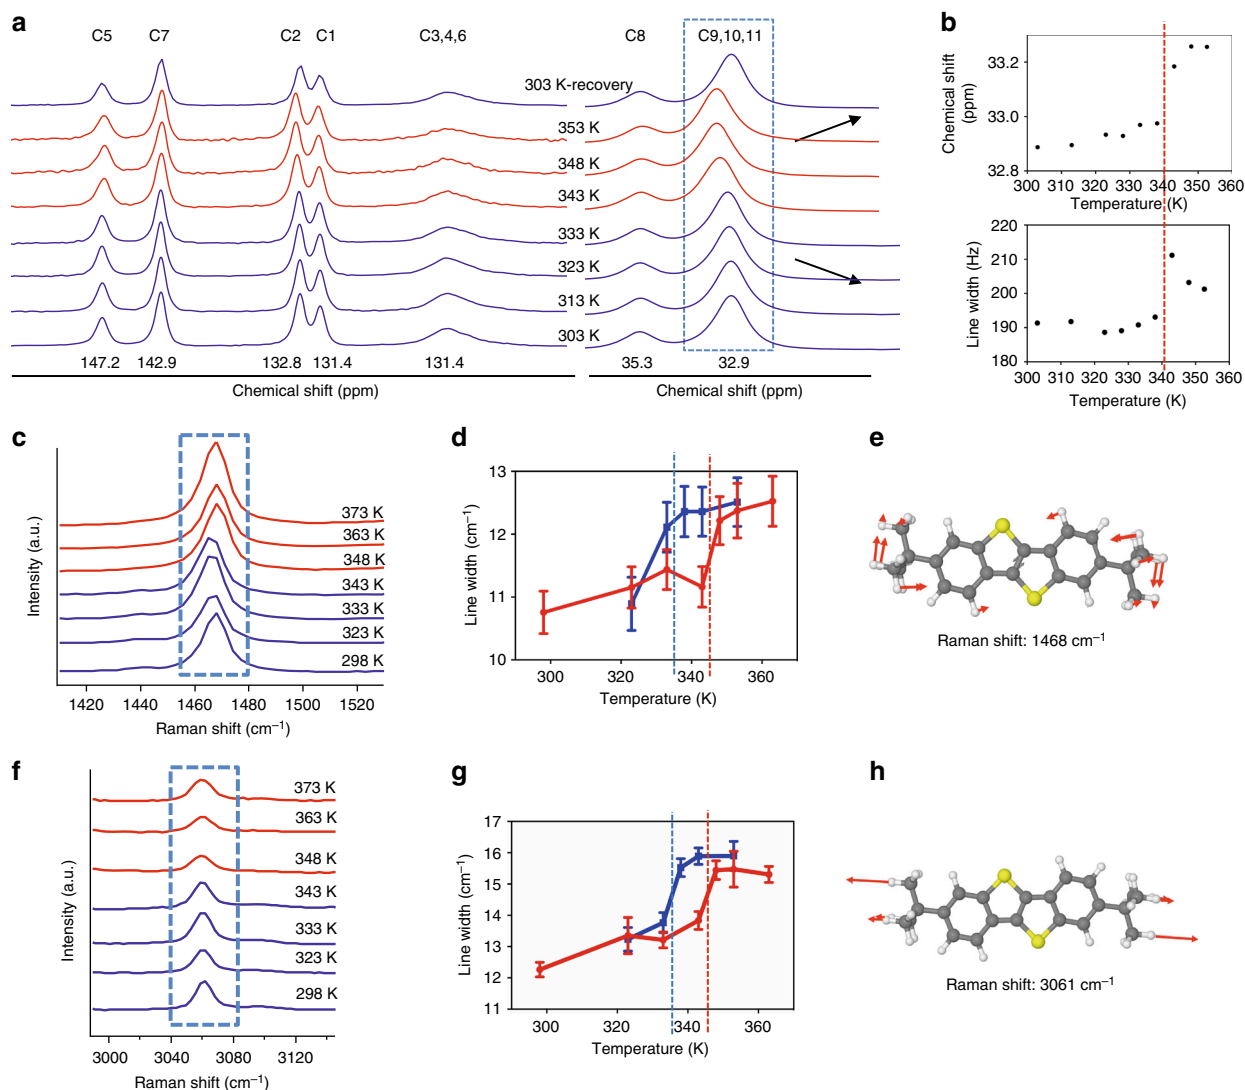 a
C5 C7 C2 C1 C3,4,6 C8 C9,10,11
303 K-recovery
353 K
348 K
343 K
333 K
323 K
313 K
303 K
147.2 142.9 132.8 131.4 131.4 35.3 32.9
Chemical shift (ppm) Chemical shift (ppm)
b
Chemical shift
(ppm)
33.2
33.0
32.8
300 310 320 330 340 350 360
Temperature (K)
Line width (Hz)
220
210
200
190
180
300 310 320 330 340 350 360
Temperature (K)
c
Intensity (a.u.)
373 K
363 K
348 K
343 K
333 K
323 K
298 K
1420 1440 1460 1480 1500 1520
Raman shift (cm⁻¹)
d
Line width (cm⁻¹)
13
12
11
10
300 320 340 360
Temperature (K)
e
Raman shift: 1468 cm⁻¹
f
Intensity (a.u.)
373 K
363 K
348 K
343 K
333 K
323 K
298 K
3000 3040 3080 3120
Raman shift (cm⁻¹)
g
Line width (cm⁻¹)
17
16
15
14
13
12
11
300 320 340 360
Temperature (K)
h
Raman shift: 3061 cm⁻¹